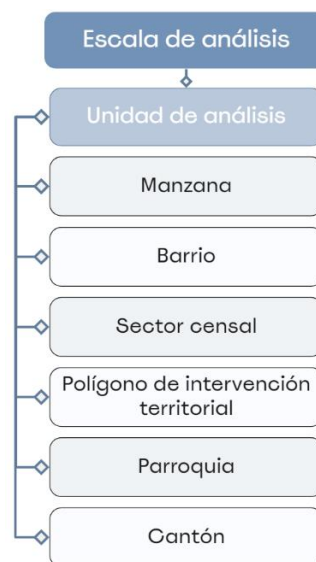 Escala de análisis
Unidad de análisis
Manzana
Barrio
Sector censal
Polígono de intervención
territorial
Parroquia
Cantón